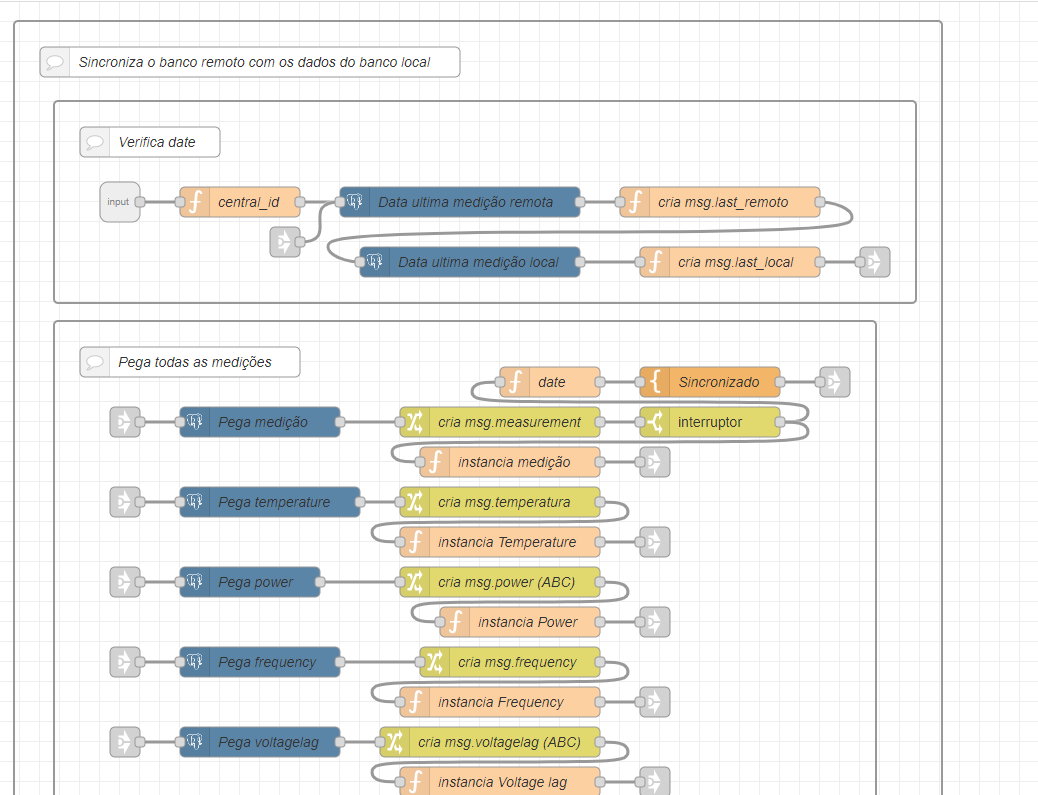 Sincroniza o banco remoto com os dados do banco local
Verifica date
input
central_id
Data ultima medição remota
cria msg.last_remoto
Data ultima medição local
cria msg.last_local
Pega todas as medições
date
Sincronizado
Pega medição
cria msg.measurement
interruptor
instancia medição
Pega temperature
cria msg.temperatura
instancia Temperature
Pega power
cria msg.power (ABC)
instancia Power
Pega frequency
cria msg.frequency
instancia Frequency
Pega voltagelag
cria msg.voltagelag (ABC)
instancia Voltage lag